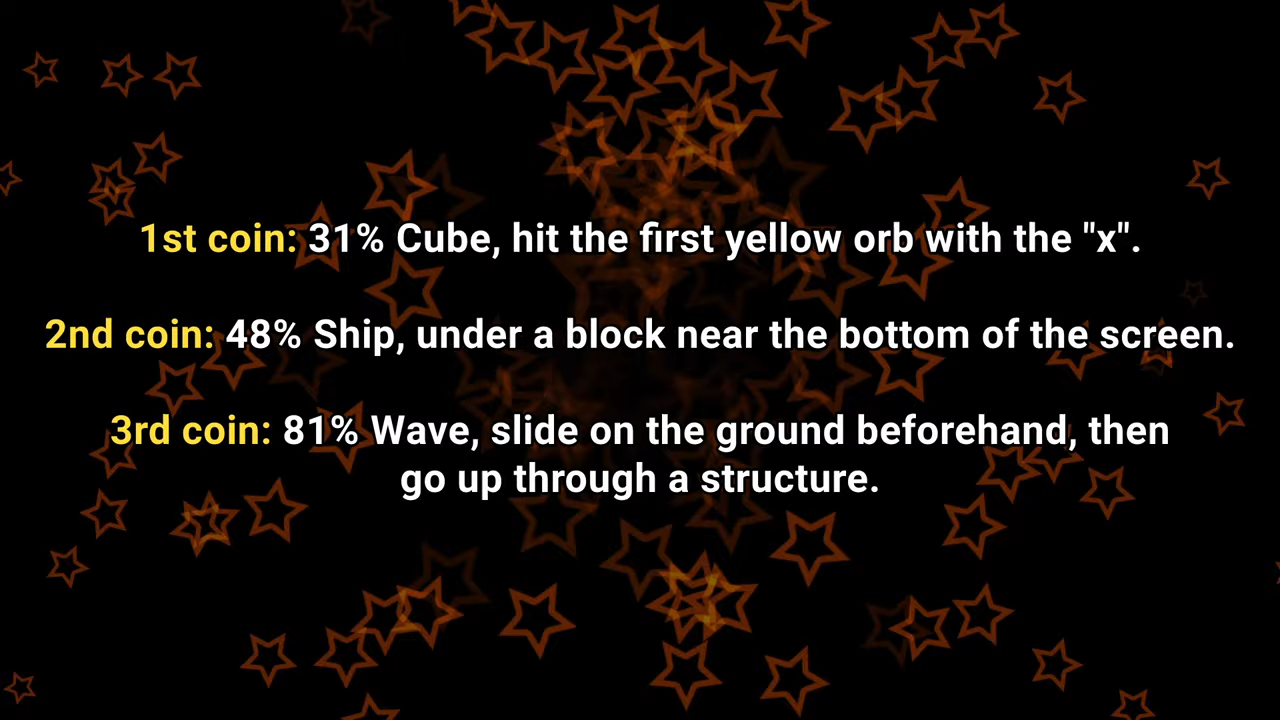 1st coin: 31% Cube, hit the first yellow orb with the "x".
2nd coin: 48% Ship, under a block near the bottom of the screen.
3rd coin: 81% Wave, slide on the ground beforehand, then
go up through a structure.